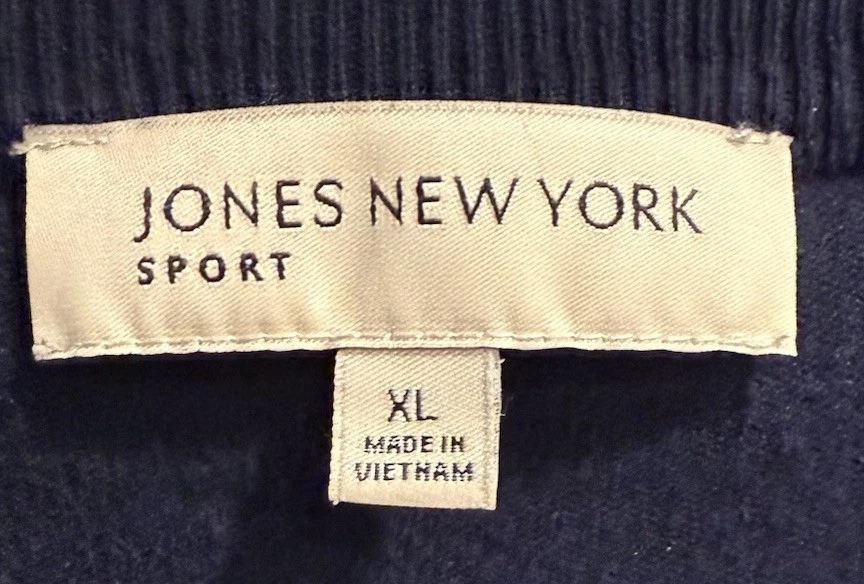 JONES NEW YORK
SPORT
XL
MADE IN
VIETNAM